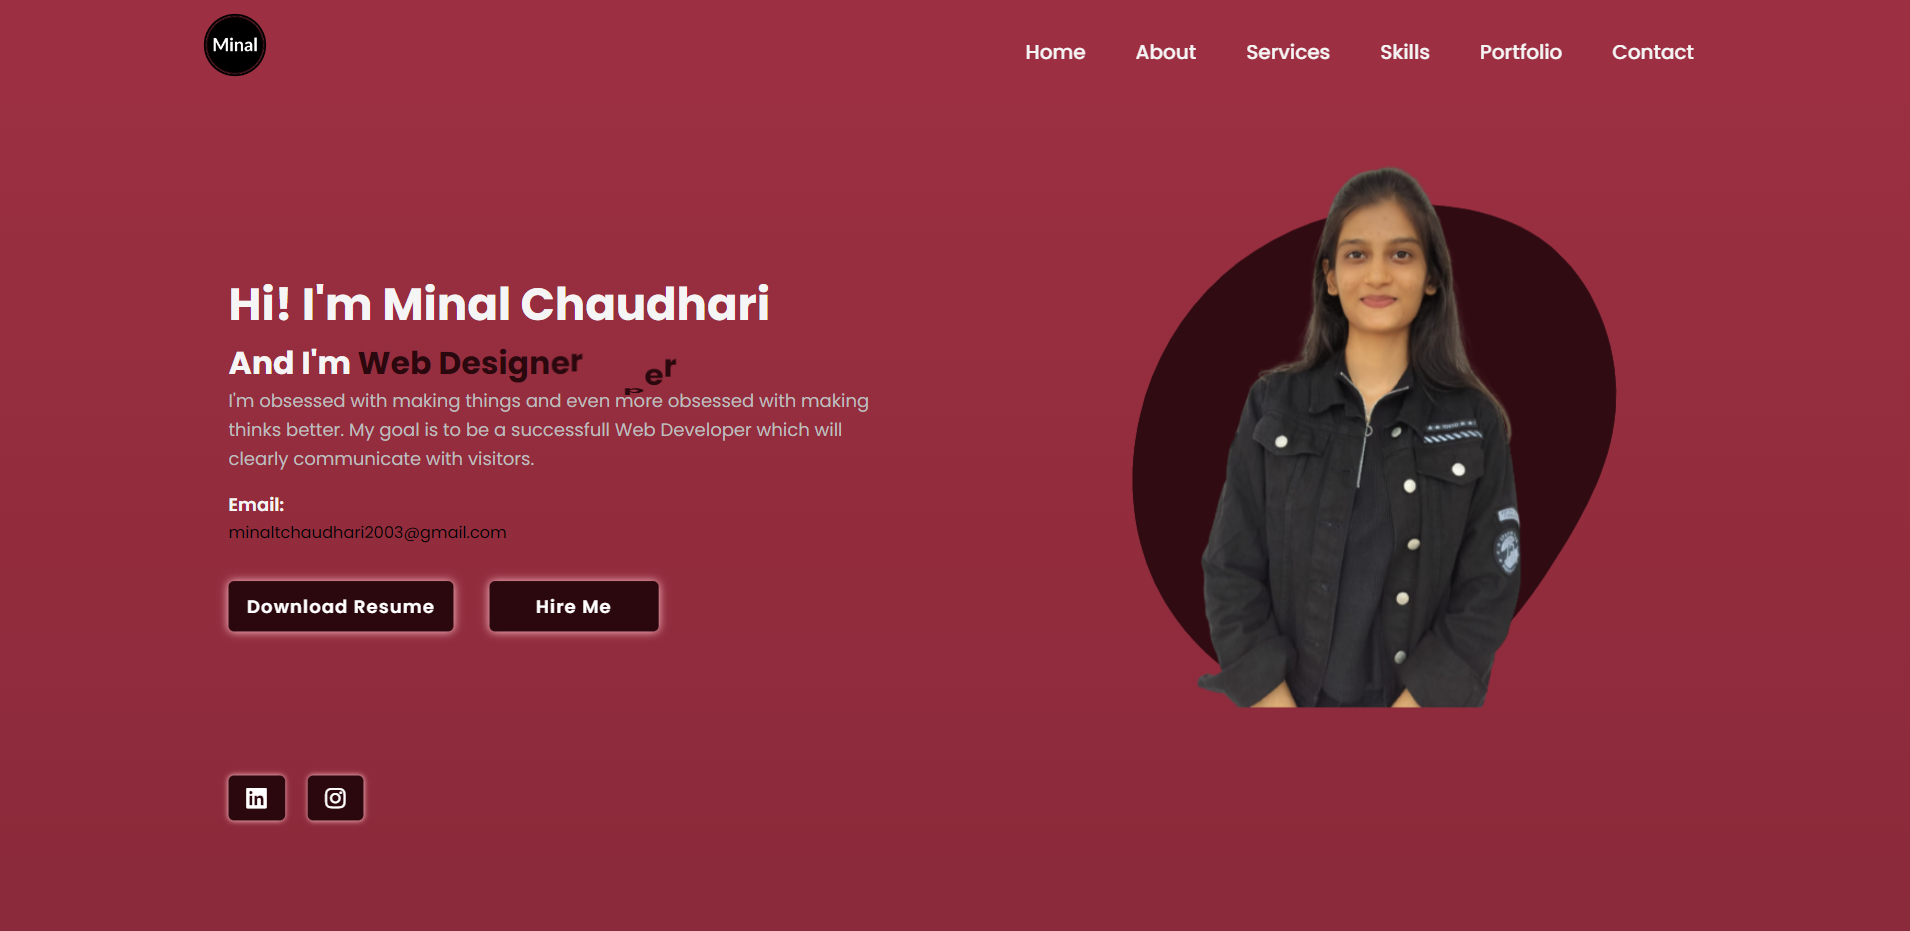 Minal
Home About Services Skills Portfolio Contact
Hi! I'm Minal Chaudhari
And I'm Web Designer per
I'm obsessed with making things and even more obsessed with making
thinks better. My goal is to be a successfull Web Developer which will
clearly communicate with visitors.
Email:
minaltchaudhari2003@gmail.com
Download Resume Hire Me
in